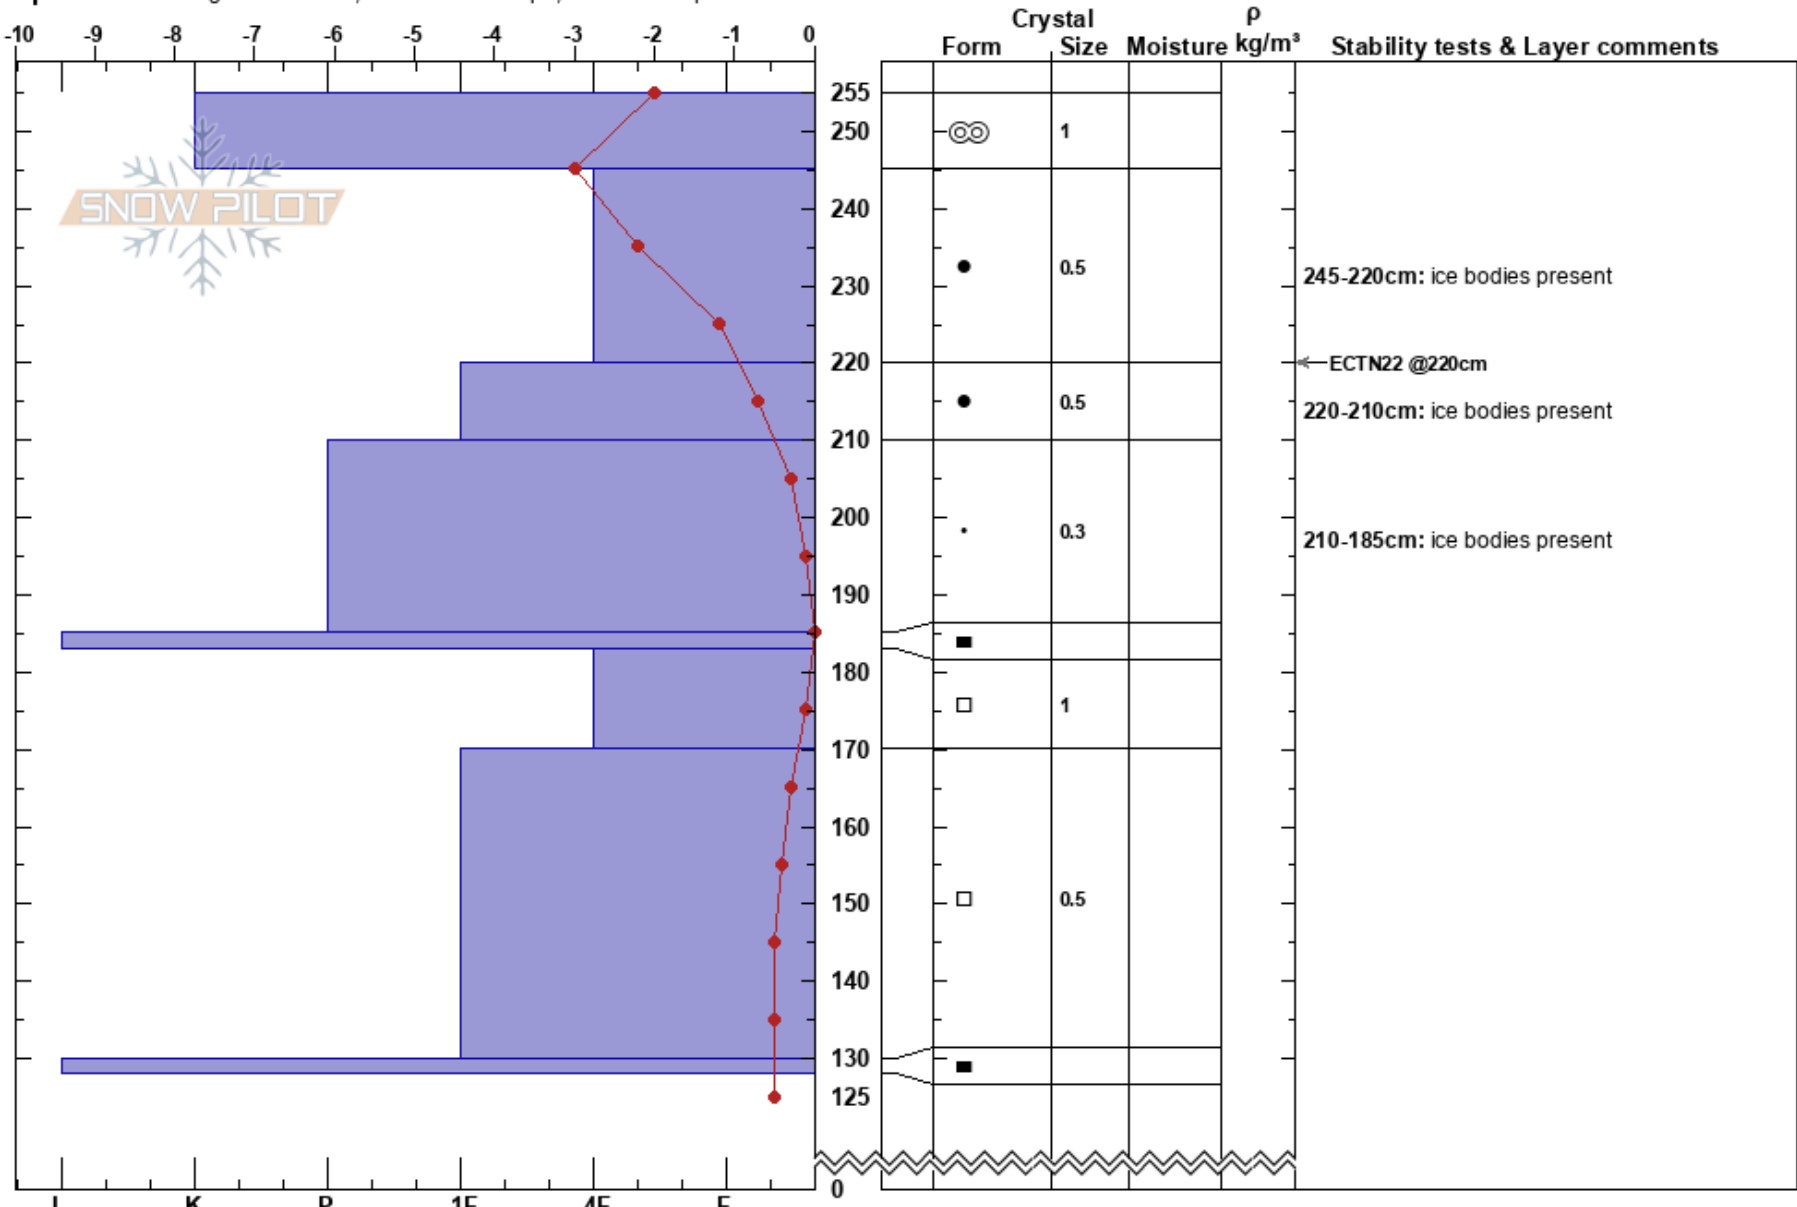 -10 -9 -8 -7 -6 -5 -4 -3 -2 -1 0
Crystal
Form Size Moisture ρ kg/m³ Stability tests & Layer comments
255
250 1
SNOW PILOT
240
0.5
230 245-220cm: ice bodies present
220 ECTN22 @220cm
0.5 220-210cm: ice bodies present
210
200
0.3 210-185cm: ice bodies present
190
180
1
170
160
150 0.5
140
130
125
0
K